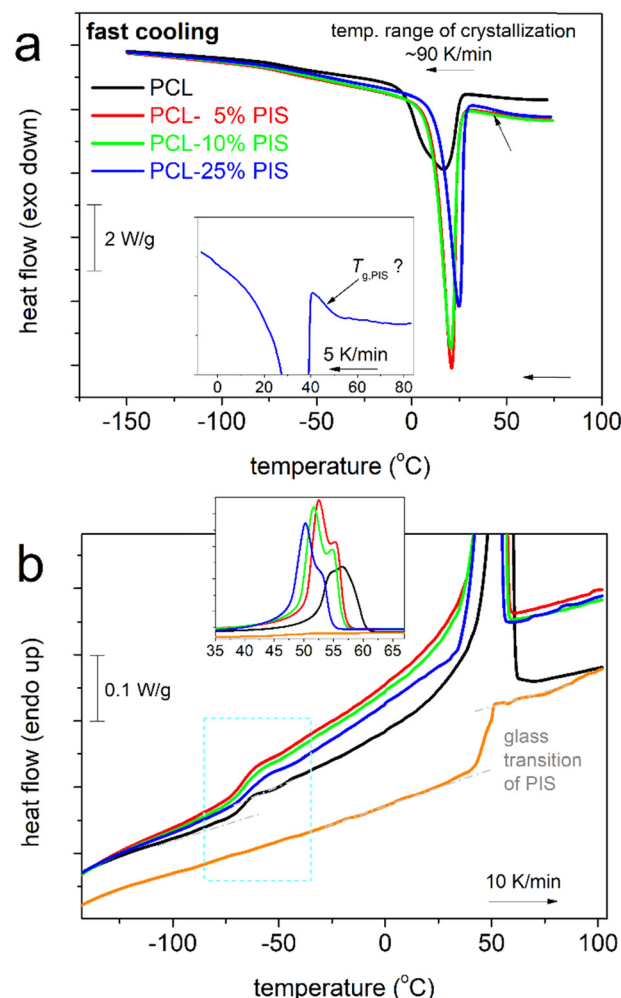 a
fast cooling
temp. range of crystallization
~90 K/min
PCL
PCL- 5% PIS
PCL-10% PIS
PCL-25% PIS
heat flow (exo down)
2 W/g
T g,PIS ?
5 K/min
0 20 40 60 80
-150 -100 -50 0 50 100
temperature (°C)
b
35 40 45 50 55 60 65
heat flow (endo up)
0.1 W/g
glass
transition
of PIS
10 K/min
-100 -50 0 50 100
temperature (°C)